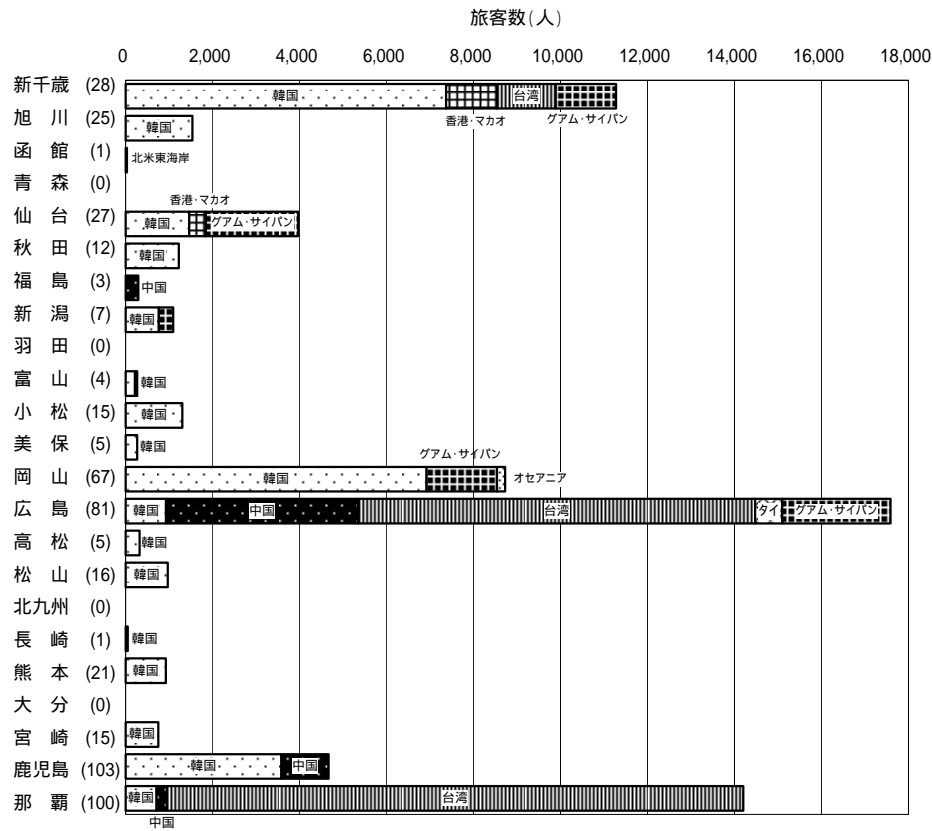 旅客数(人)
0 2,000 4,000 6,000 8,000 10,000 12,000 14,000 16,000 18,000
新千歳 (28) 韓国 台湾
香港・マカオ グアム・サイパン
旭川 (25) 韓国
函館 (1) 北米東海岸
青森 (0)
香港・マカオ
仙台 (27) 韓国 グアム・サイパン
秋田 (12) 韓国
福島 (3) 中国
新潟 (7) 韓国
羽田 (0)
富山 (4) 韓国
小松 (15) 韓国
美保 (5) 韓国
グアム・サイパン
岡山 (67) 韓国 オセアニア
広島 (81) 韓国 中国 台湾 タイ グアム・サイパン
高松 (5) 韓国
松山 (16) 韓国
北九州 (0)
長崎 (1) 韓国
熊本 (21) 韓国
大分 (0)
宮崎 (15) 韓国
鹿児島 (103) 韓国 中国
那覇 (100) 韓国 台湾
中国